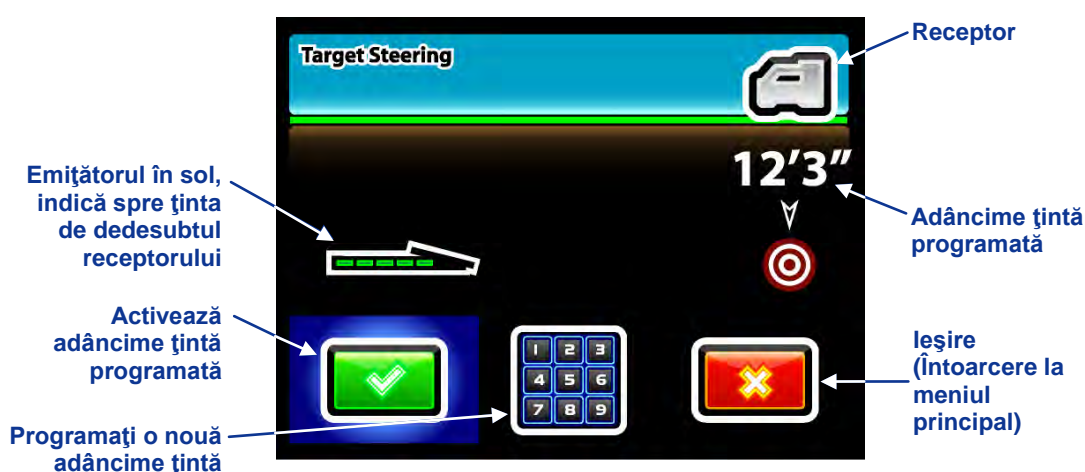 Target Steering
Receptor
12'3"
Emiţătorul în sol,
indică spre ţinta
de dedesubtul
receptorului
Adâncime ţintă
programată
Activează
adâncime ţintă
programată
1 2 3
4 5 6
7 8 9
Ieşire
(Întoarcere la
meniul
principal)
Programaţi o nouă
adâncime ţintă